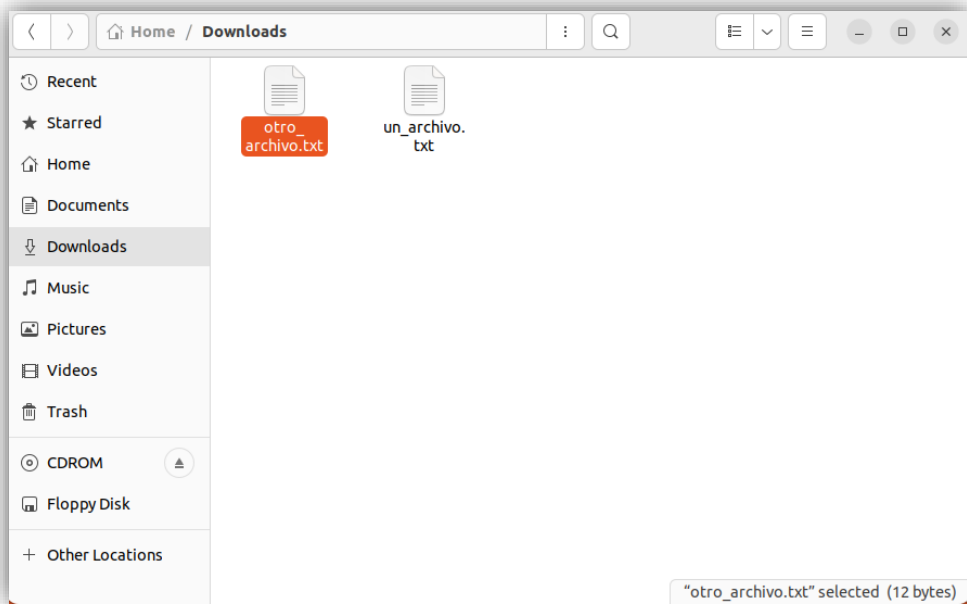 Home / Downloads
Recent
Starred
Home
Documents
Downloads
Music
Pictures
Videos
Trash
CDROM
Floppy Disk
+ Other Locations
otro_
archivo.txt
un_archivo.
txt
“otro_archivo.txt” selected (12 bytes)